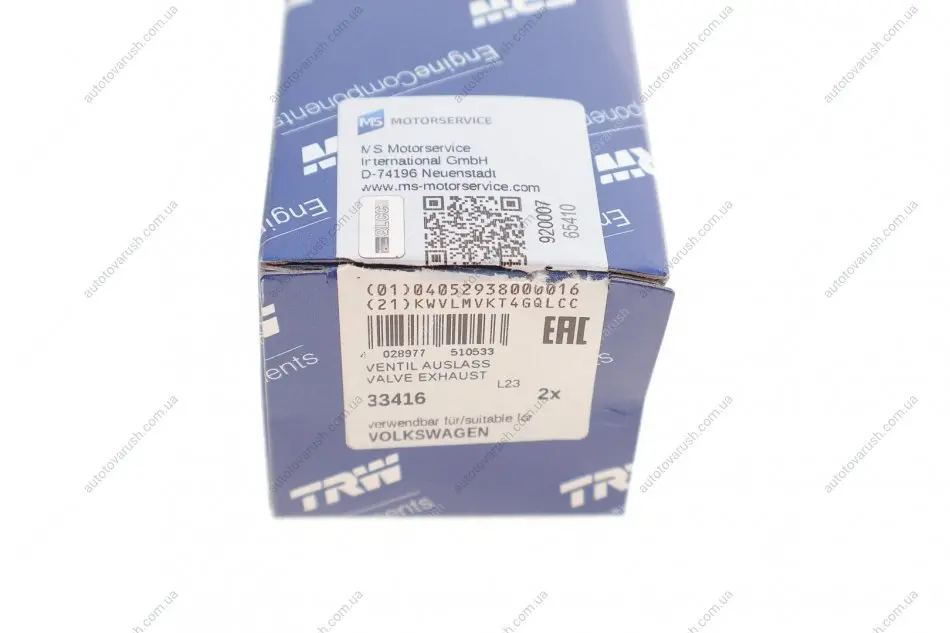 TRW
EngineComponents
MS MOTORSERVICE
MS Motorservice
International GmbH
D-74196 Neuenstadt
www.ms-motorservice.com
920007
65410
(01)04052938000016
(21)KWVLMVKT4GQLCC
EAC
4 028977 510533
VENTIL AUSLASS
VALVE EXHAUST
L23
33416
2x
verwendbar für/suitable for
VOLKSWAGEN
TRW
TRW
autotovarush.com.ua